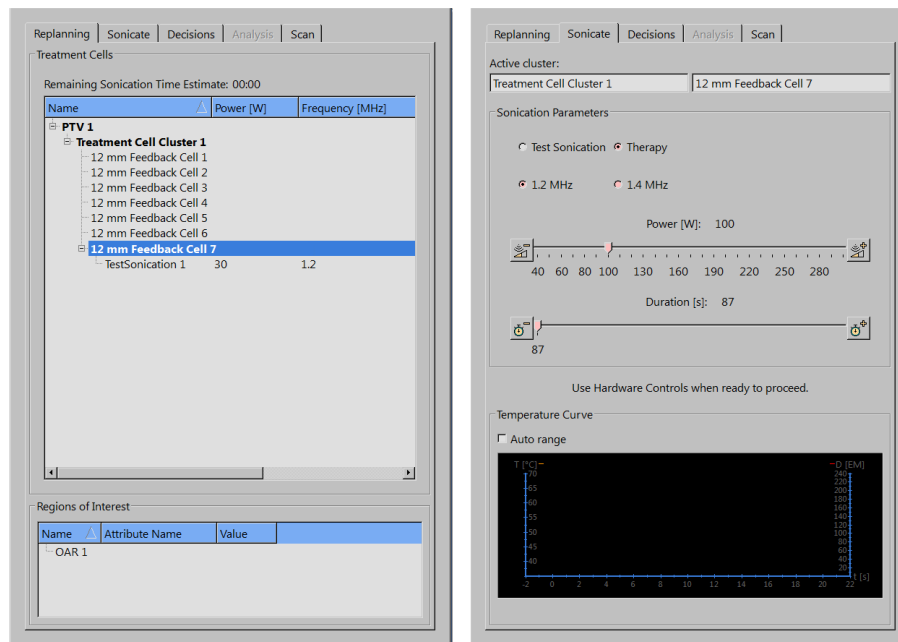 Replanning Sonicate Decisions Analysis Scan
Treatment Cells
Remaining Sonication Time Estimate: 00:00
Name Power [W] Frequency [MHz]
PTV 1
Treatment Cell Cluster 1
12 mm Feedback Cell 1
12 mm Feedback Cell 2
12 mm Feedback Cell 3
12 mm Feedback Cell 4
12 mm Feedback Cell 5
12 mm Feedback Cell 6
12 mm Feedback Cell 7
TestSonication 1 30 1.2
Regions of Interest
Name Attribute Name Value
OAR 1
Replanning Sonicate Decisions Analysis Scan
Active cluster:
Treatment Cell Cluster 1 12 mm Feedback Cell 7
Sonication Parameters
Test Sonication Therapy
1.2 MHz 1.4 MHz
Power [W]: 100
40 60 80 100 130 160 190 220 250 280
Duration [s]: 87
87
Use Hardware Controls when ready to proceed.
Temperature Curve
Auto range
T [°C] D [EM]
70 240
65 220
60 200
55 180
50 160
45 140
40 120
100
80
60
40
20
-2 0 2 4 6 8 10 12 14 16 18 20 22 t [s]